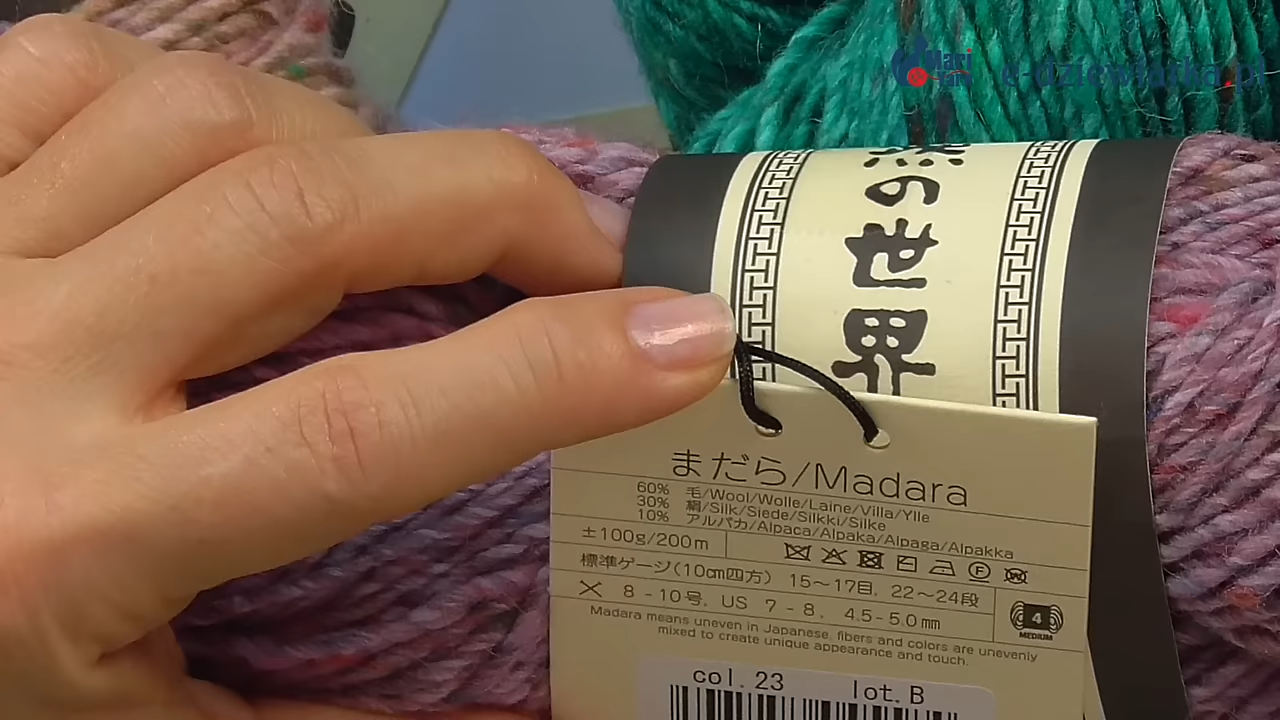 Mari
e-dziewiarka.pl
の世界
まだら/Madara
60% 毛/Wool/Wolle/Laine/Villa/Ylle
30% 絹/Silk/Siede/Silkki/Silke
10% アルパカ/Alpaca/Alpaka/Alpaga/Alpakka
±100g/200m
標準ゲージ(10cm四方) 15～17目, 22～24段
8-10号, US 7-8, 4.5-5.0mm
4
MEDIUM
Madara means uneven in Japanese, fibers and colors are unevenly
mixed to create unique appearance and touch.
col.23 lot.B